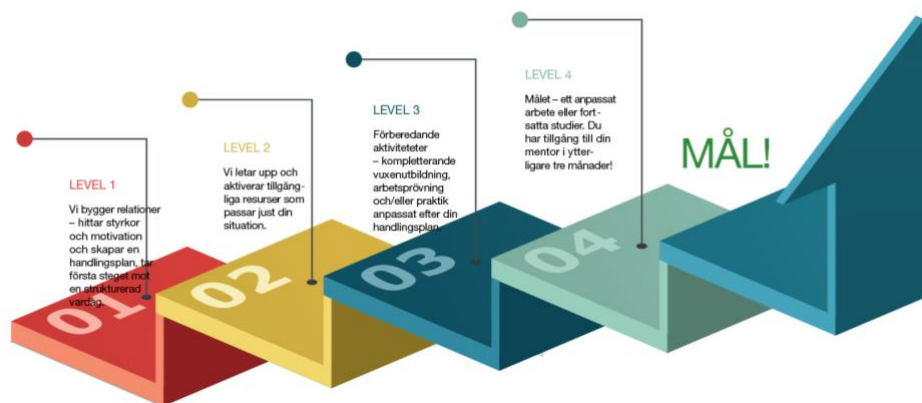 LEVEL 1
Vi bygger relationer
– hittar styrkor
och motivation
och skapar en
handlingsplan, tar
första steget mot
en strukturerad
vardag.
01
LEVEL 2
Vi letar upp och
aktiverar tillgäng-
liga resurser som
passar just din
situation.
02
LEVEL 3
Förberedande
aktiviteteter
– kompletterande
vuxenutbildning,
arbetsprövning
och/eller praktik
anpassat efter din
handlingsplan.
03
LEVEL 4
Målet – ett anpassat
arbete eller fort-
satta studier. Du
har tillgång till din
mentor i ytter-
ligare tre månader!
04
MÅL!